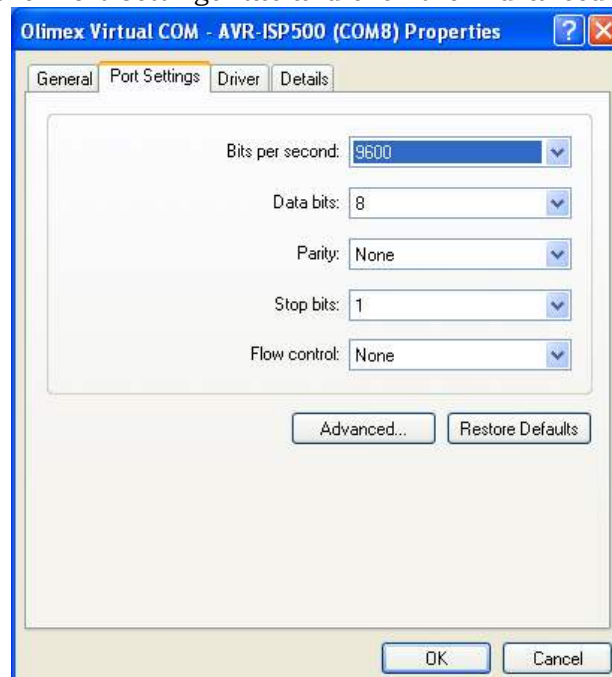 Olimex Virtual COM - AVR-ISP500 (COM8) Properties
General Port Settings Driver Details
Bits per second: 9600
Data bits: 8
Parity: None
Stop bits: 1
Flow control: None
Advanced... Restore Defaults
OK Cancel